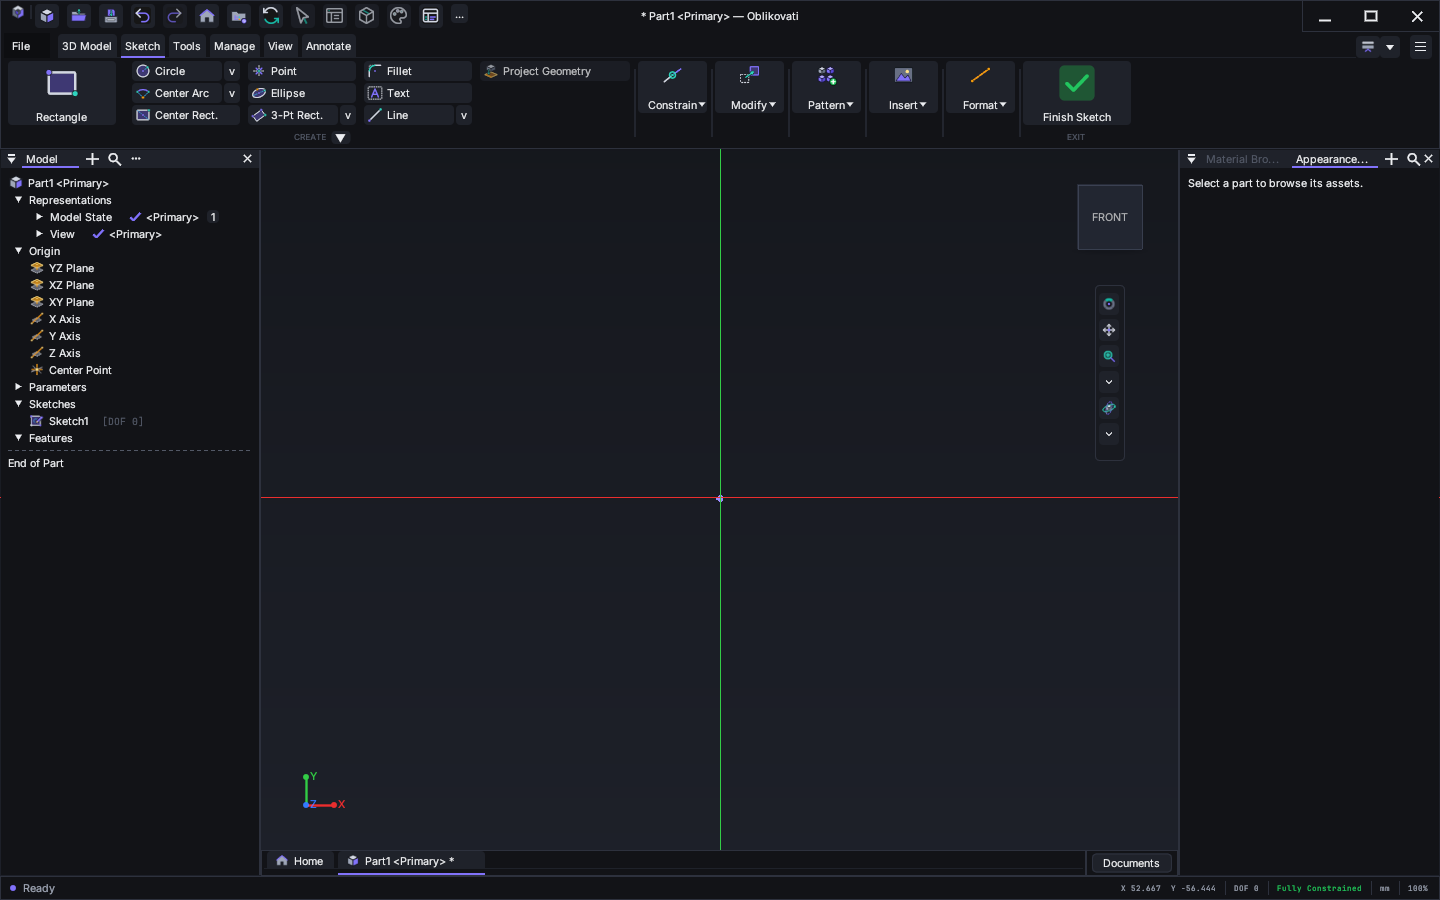 * Part1 <Primary> — Oblikovati
File
3D Model
Sketch
Tools
Manage
View
Annotate
Rectangle
Circle
v
Center Arc
v
Center Rect.
Point
Ellipse
3-Pt Rect.
v
Fillet
Text
Line
v
Project Geometry
CREATE
Constrain
Modify
Pattern
Insert
Format
Finish Sketch
EXIT
Model
Part1 <Primary>
Representations
Model State <Primary> 1
View <Primary>
Origin
YZ Plane
XZ Plane
XY Plane
X Axis
Y Axis
Z Axis
Center Point
Parameters
Sketches
Sketch1 [DOF 0]
Features
End of Part
FRONT
Y
Z
X
Material Bro...
Appearance...
Select a part to browse its assets.
Home
Part1 <Primary> *
Documents
Ready
X 52.667 Y -56.444
DOF 0
Fully Constrained
mm
100%